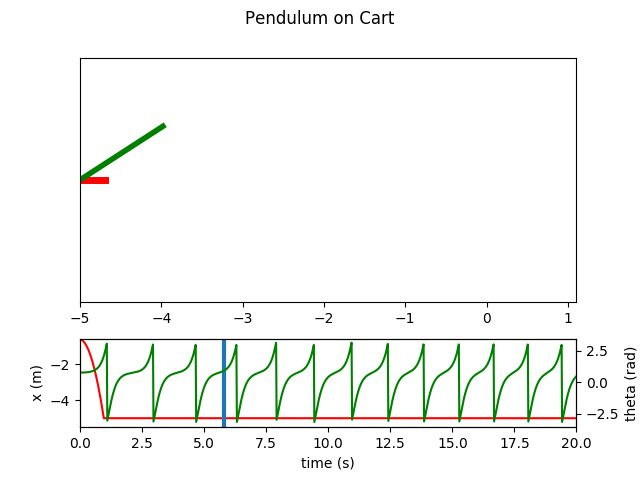 Pendulum on Cart
−5 −4 −3 −2 −1 0 1
−2
−4
x (m)
2.5
0.0
−2.5
theta (rad)
0.0 2.5 5.0 7.5 10.0 12.5 15.0 17.5 20.0
time (s)